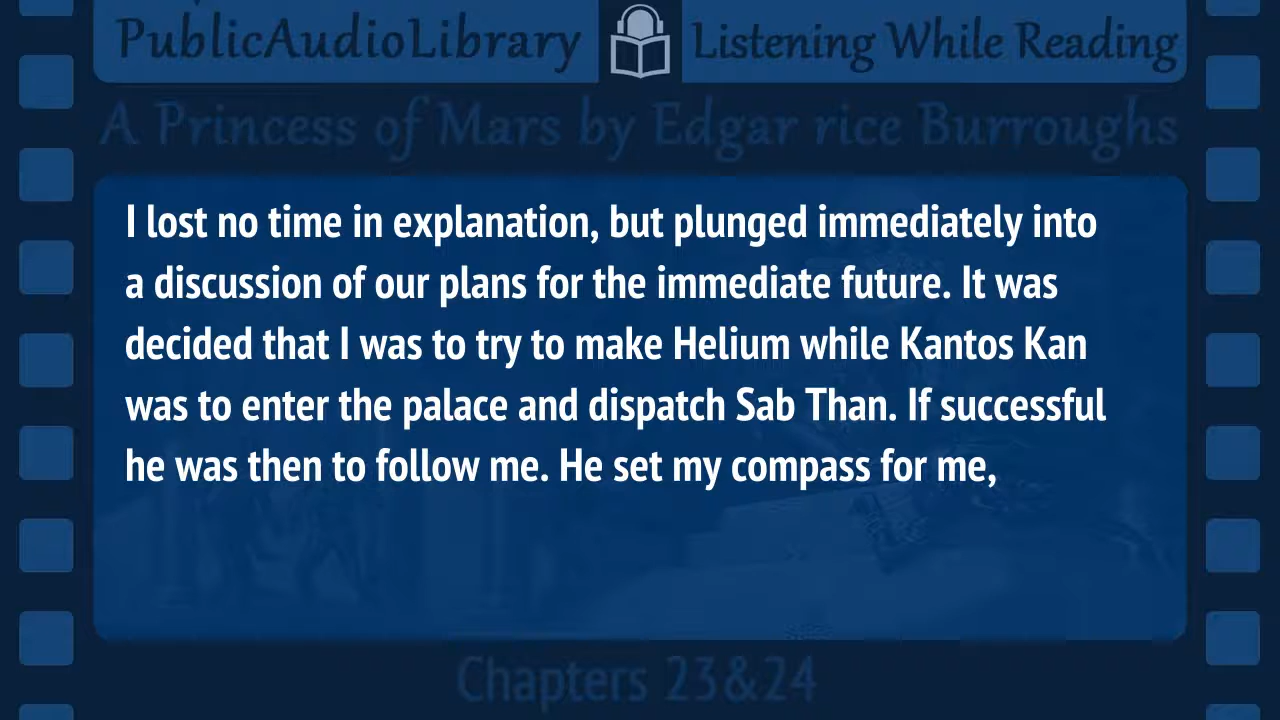 PublicAudioLibrary Listening While Reading
A Princess of Mars by Edgar rice Burroughs
I lost no time in explanation, but plunged immediately into
a discussion of our plans for the immediate future. It was
decided that I was to try to make Helium while Kantos Kan
was to enter the palace and dispatch Sab Than. If successful
he was then to follow me. He set my compass for me,
Chapters 23&24